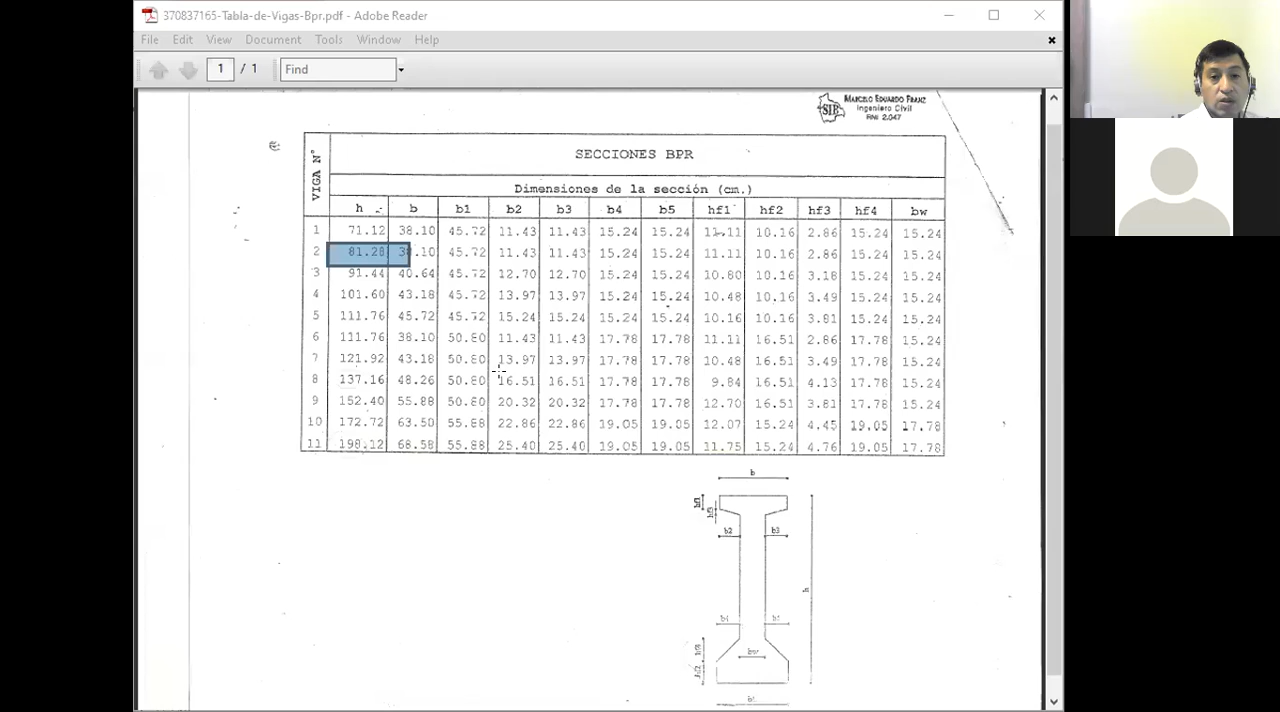 370837165-Tabla-de-Vigas-Bpr.pdf - Adobe Reader
File Edit View Document Tools Window Help
1 / 1 Find
MARCELO EDUARDO FRANZ
SIB Ingeniero Civil
RNI 2.047
VIGA N°
SECCIONES BPR
Dimensiones de la sección (cm.)
h b b1 b2 b3 b4 b5 hf1 hf2 hf3 hf4 bw
1 71.12 38.10 45.72 11.43 11.43 15.24 15.24 11.11 10.16 2.86 15.24 15.24
2 81.28 38.10 45.72 11.43 11.43 15.24 15.24 11.11 10.16 2.86 15.24 15.24
3 91.44 40.64 45.72 12.70 12.70 15.24 15.24 10.80 10.16 3.18 15.24 15.24
4 101.60 43.18 45.72 13.97 13.97 15.24 15.24 10.48 10.16 3.49 15.24 15.24
5 111.76 45.72 45.72 15.24 15.24 15.24 15.24 10.16 10.16 3.81 15.24 15.24
6 111.76 38.10 50.80 11.43 11.43 17.78 17.78 11.11 16.51 2.86 17.78 15.24
7 121.92 43.18 50.80 13.97 13.97 17.78 17.78 10.48 16.51 3.49 17.78 15.24
8 137.16 48.26 50.80 16.51 16.51 17.78 17.78 9.84 16.51 4.13 17.78 15.24
9 152.40 55.88 50.80 20.32 20.32 17.78 17.78 12.70 16.51 3.81 17.78 15.24
10 172.72 63.50 55.88 22.86 22.86 19.05 19.05 12.07 15.24 4.45 19.05 17.78
11 198.12 68.58 55.88 25.40 25.40 19.05 19.05 11.75 15.24 4.76 19.05 17.78
b
hf1
hf3
b2 b3
h
bw
hf2